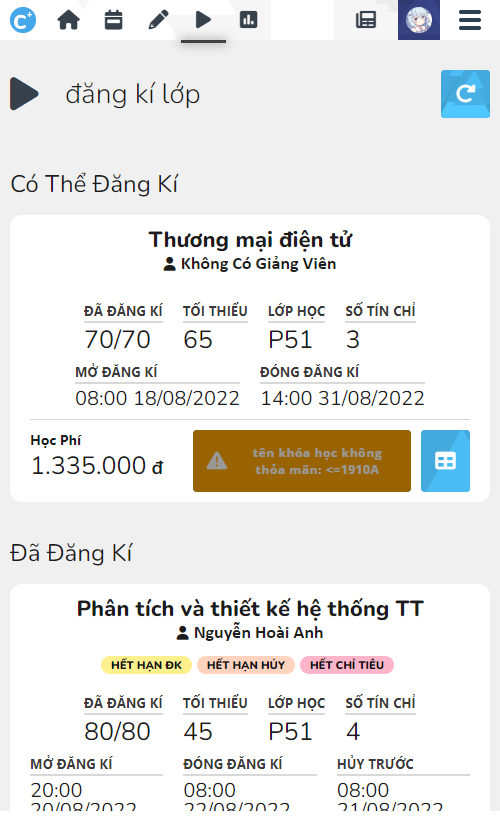 C+
đăng kí lớp
Có Thể Đăng Kí
Thương mại điện tử
Không Có Giảng Viên
ĐÃ ĐĂNG KÍ TỐI THIỂU LỚP HỌC SỐ TÍN CHỈ
70/70 65 P51 3
MỞ ĐĂNG KÍ ĐÓNG ĐĂNG KÍ
08:00 18/08/2022 14:00 31/08/2022
Học Phí
1.335.000 đ
tên khóa học không
thỏa mãn: <=1910A
Đã Đăng Kí
Phân tích và thiết kế hệ thống TT
Nguyễn Hoài Anh
HẾT HẠN ĐK HẾT HẠN HỦY HẾT CHỈ TIÊU
ĐÃ ĐĂNG KÍ TỐI THIỂU LỚP HỌC SỐ TÍN CHỈ
80/80 45 P51 4
MỞ ĐĂNG KÍ ĐÓNG ĐĂNG KÍ HỦY TRƯỚC
20:00 08:00 08:00
20/08/2022 22/08/2022 21/08/2022